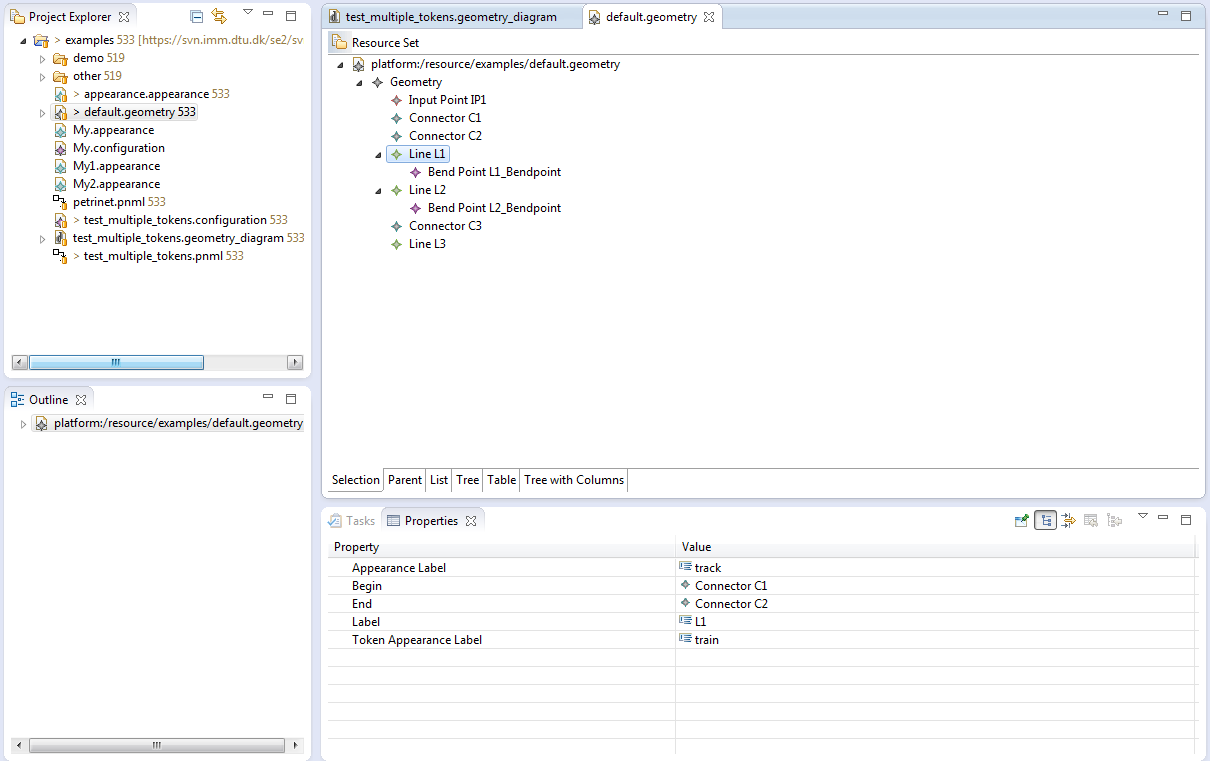 Project Explorer
> examples 533 [https://svn.imm.dtu.dk/se2/sv
demo 519
other 519
> appearance.appearance 533
> default.geometry 533
My.appearance
My.configuration
My1.appearance
My2.appearance
petrinet.pnml 533
> test_multiple_tokens.configuration 533
test_multiple_tokens.geometry_diagram 533
> test_multiple_tokens.pnml 533
Outline
platform:/resource/examples/default.geometry
test_multiple_tokens.geometry_diagram default.geometry
Resource Set
platform:/resource/examples/default.geometry
Geometry
Input Point IP1
Connector C1
Connector C2
Line L1
Bend Point L1_Bendpoint
Line L2
Bend Point L2_Bendpoint
Connector C3
Line L3
Selection Parent List Tree Table Tree with Columns
Tasks Properties
Property Value
Appearance Label track
Begin Connector C1
End Connector C2
Label L1
Token Appearance Label train